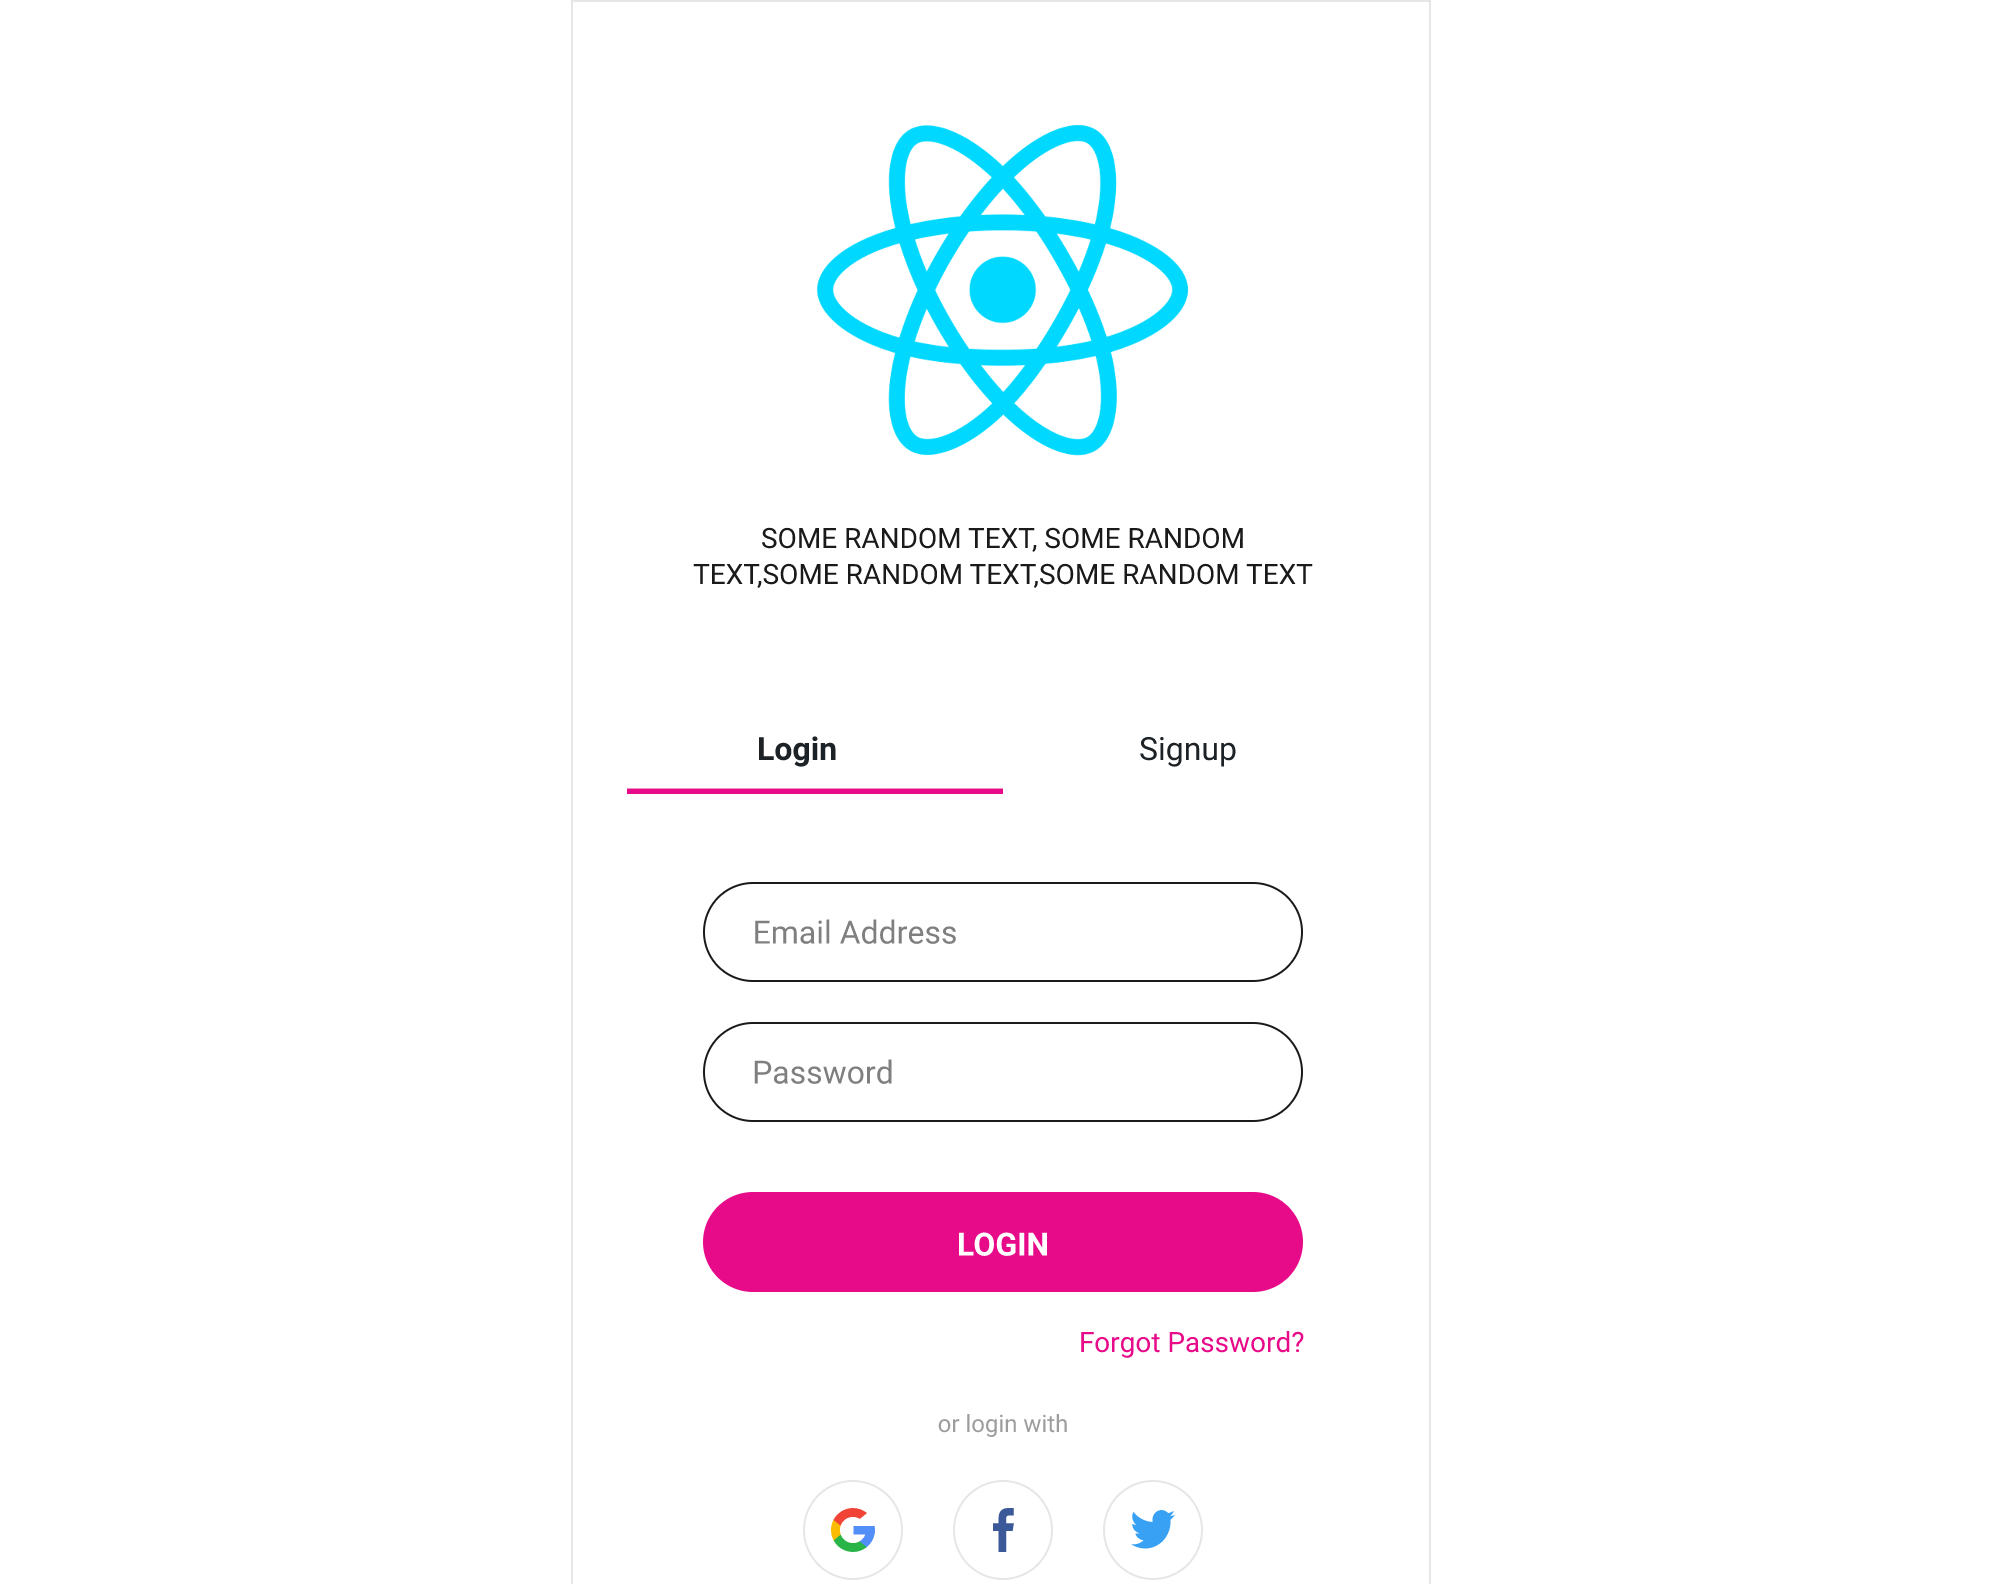 SOME RANDOM TEXT, SOME RANDOM
TEXT,SOME RANDOM TEXT,SOME RANDOM TEXT
Login
Signup
Email Address
Password
LOGIN
Forgot Password?
or login with